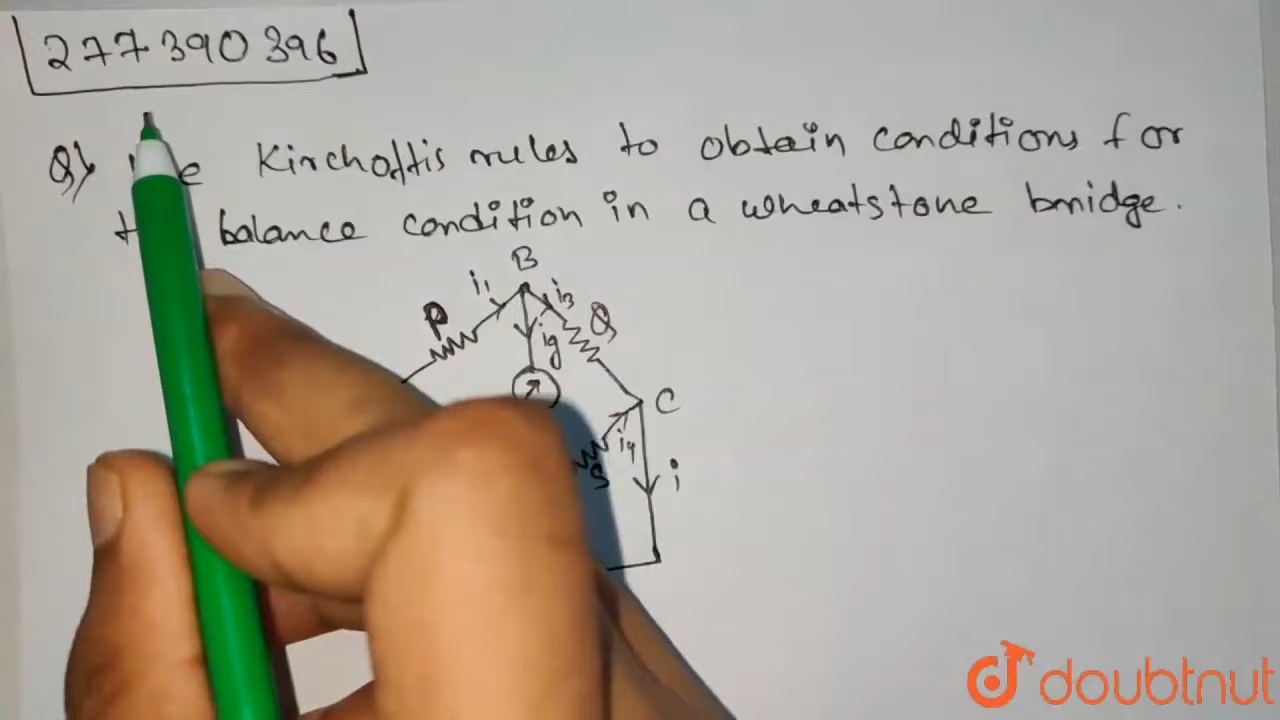 277390396
Q) Kirchoff's rules to obtain conditions for
balance condition in a wheatstone bridge.
B
i1
i3
P
Q
ig
C
i4
S
i
doubtnut